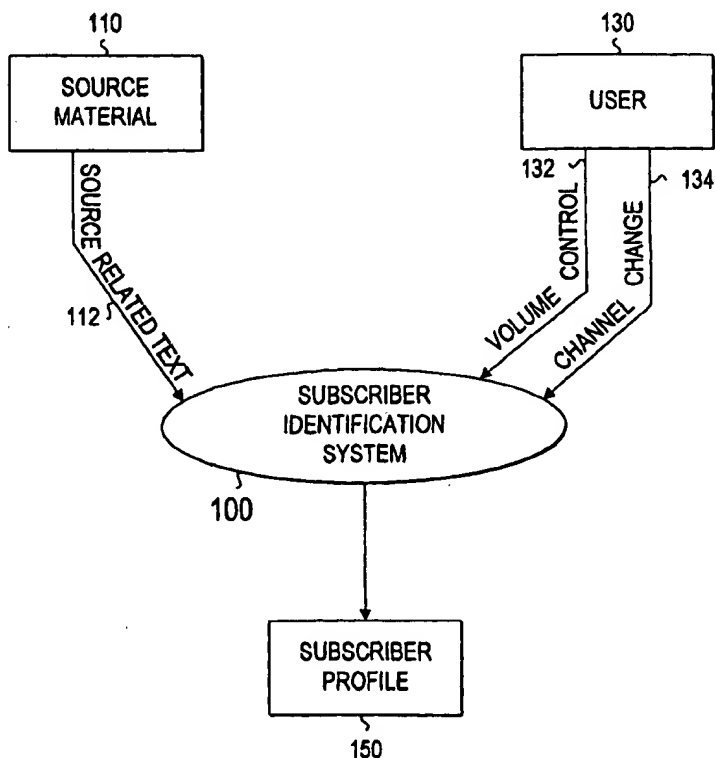 110
SOURCE
MATERIAL
130
USER
132
134
SOURCE RELATED TEXT
112
VOLUME CONTROL
CHANNEL CHANGE
SUBSCRIBER
IDENTIFICATION
SYSTEM
100
SUBSCRIBER
PROFILE
150